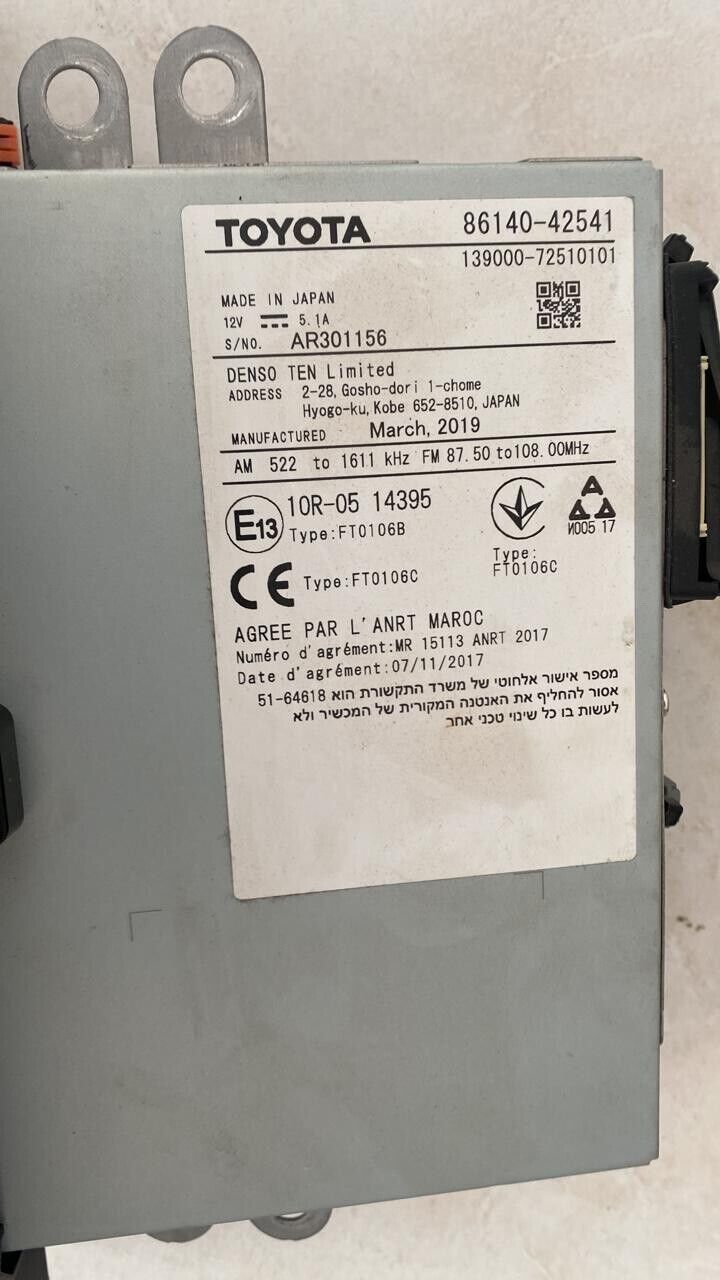 TOYOTA 86140-42541
139000-72510101
MADE IN JAPAN
12V 5.1A
S/NO. AR301156
DENSO TEN Limited
ADDRESS 2-28, Gosho-dori 1-chome
Hyogo-ku, Kobe 652-8510, JAPAN
MANUFACTURED March, 2019
AM 522 to 1611 kHz FM 87.50 to 108.00MHz
E13 10R-05 14395
Type:FT0106B
CE Type:FT0106C
Type:
FT0106C
И005 17
AGREE PAR L'ANRT MAROC
Numéro d'agrément:MR 15113 ANRT 2017
Date d'agrément:07/11/2017
מספר אישור אלחוטי של משרד התקשורת הוא 51-64618
אסור להחליף את האנטנה המקורית של המכשיר ולא
לעשות בו כל שינוי טכני אחר